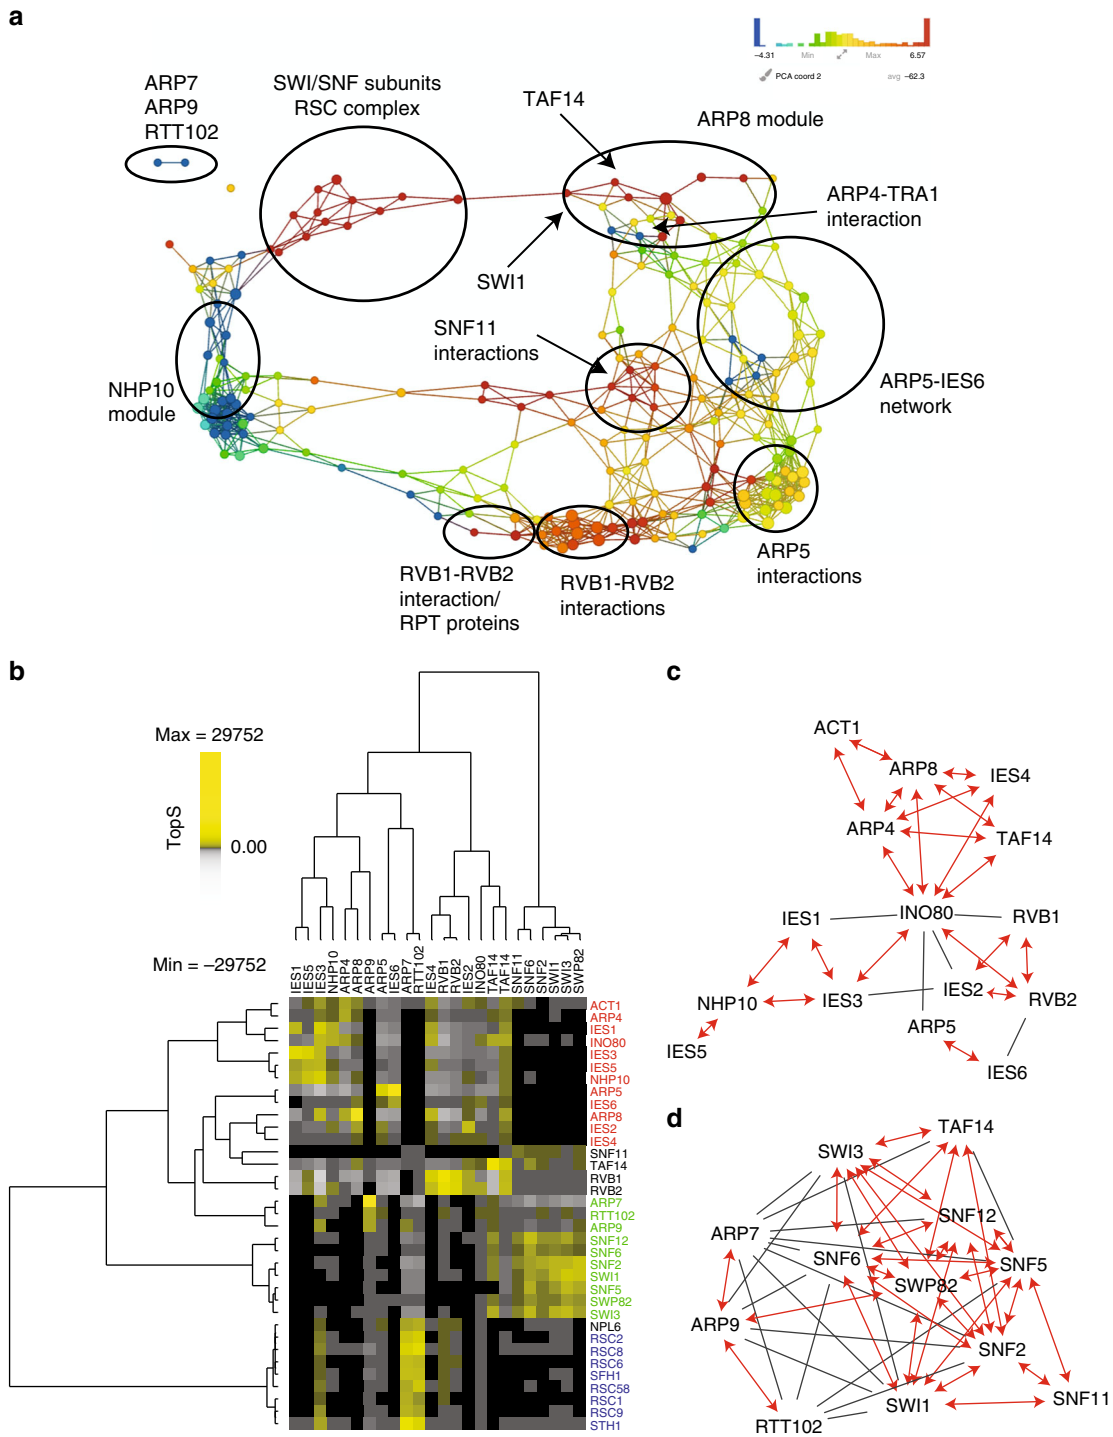 a
−4.31 Min Max 6.57
PCA coord 2 avg −62.3
ARP7
ARP9
RTT102
SWI/SNF subunits
RSC complex
TAF14
ARP8 module
ARP4-TRA1
interaction
SWI1
SNF11
interactions
NHP10
module
ARP5-IES6
network
ARP5
interactions
RVB1-RVB2
interaction/
RPT proteins
RVB1-RVB2
interactions
b
Max = 29752
TopS
0.00
Min = −29752
IES1
IES5
IES3
NHP10
ARP4
ARP8
ARP9
ARP5
IES6
ARP7
RTT102
IES4
RVB1
RVB2
IES2
INO80
TAF14
TAF14
SNF11
SNF6
SNF2
SWI1
SWI3
SWP82
ACT1
ARP4
IES1
INO80
IES3
IES5
NHP10
ARP5
IES6
ARP8
IES2
IES4
SNF11
TAF14
RVB1
RVB2
ARP7
RTT102
ARP9
SNF12
SNF6
SNF2
SWI1
SNF5
SWP82
SWI3
NPL6
RSC2
RSC8
RSC6
SFH1
RSC58
RSC1
RSC9
STH1
c
ACT1
ARP8
IES4
ARP4
TAF14
IES1
INO80
RVB1
NHP10
IES3
IES2
RVB2
ARP5
IES5
IES6
d
TAF14
SWI3
SNF12
ARP7
SNF6
SNF5
SWP82
ARP9
SNF2
SNF11
SWI1
RTT102